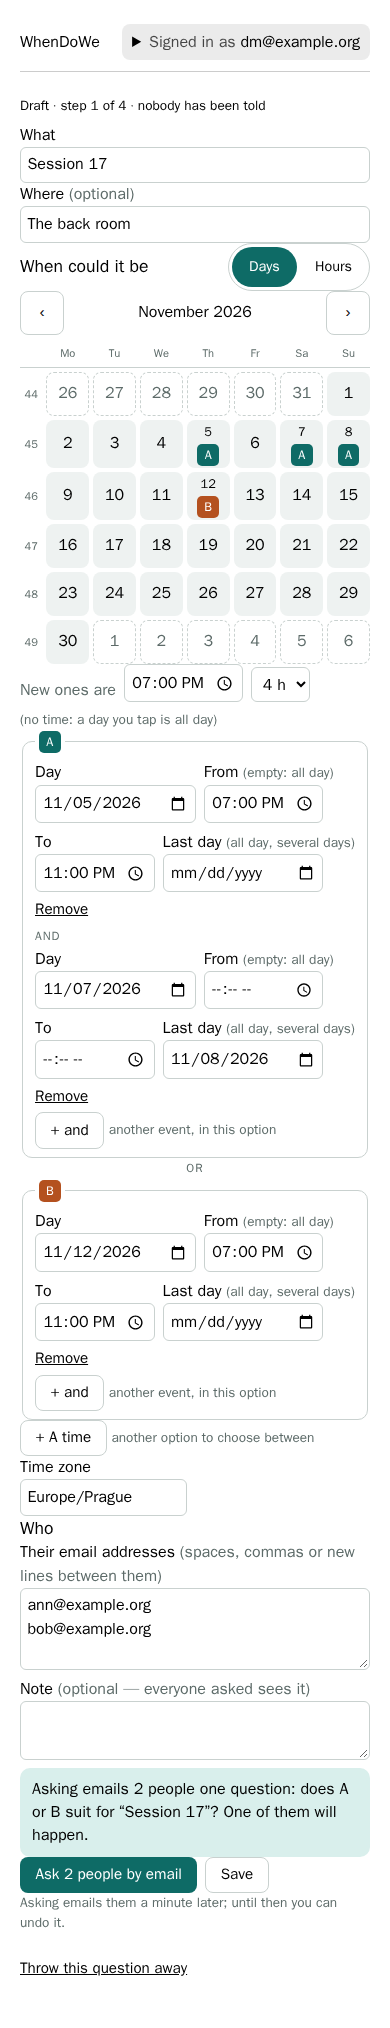 WhenDoWe
▶ Signed in as dm@example.org
Draft · step 1 of 4 · nobody has been told
What
Session 17
Where (optional)
The back room
When could it be
Days Hours
‹ November 2026 ›
Mo Tu We Th Fr Sa Su
44 26 27 28 29 30 31 1
45 2 3 4 5 A 6 7 A 8 A
46 9 10 11 12 B 13 14 15
47 16 17 18 19 20 21 22
48 23 24 25 26 27 28 29
49 30 1 2 3 4 5 6
New ones are 07:00 PM 4 h
(no time: a day you tap is all day)
A
Day From (empty: all day)
11/05/2026 07:00 PM
To Last day (all day, several days)
11:00 PM mm/dd/yyyy
Remove
AND
Day From (empty: all day)
11/07/2026 --:-- --
To Last day (all day, several days)
--:-- -- 11/08/2026
Remove
+ and another event, in this option
OR
B
Day From (empty: all day)
11/12/2026 07:00 PM
To Last day (all day, several days)
11:00 PM mm/dd/yyyy
Remove
+ and another event, in this option
+ A time another option to choose between
Time zone
Europe/Prague
Who
Their email addresses (spaces, commas or new
lines between them)
ann@example.org
bob@example.org
Note (optional — everyone asked sees it)
Asking emails 2 people one question: does A
or B suit for “Session 17”? One of them will
happen.
Ask 2 people by email Save
Asking emails them a minute later; until then you can
undo it.
Throw this question away